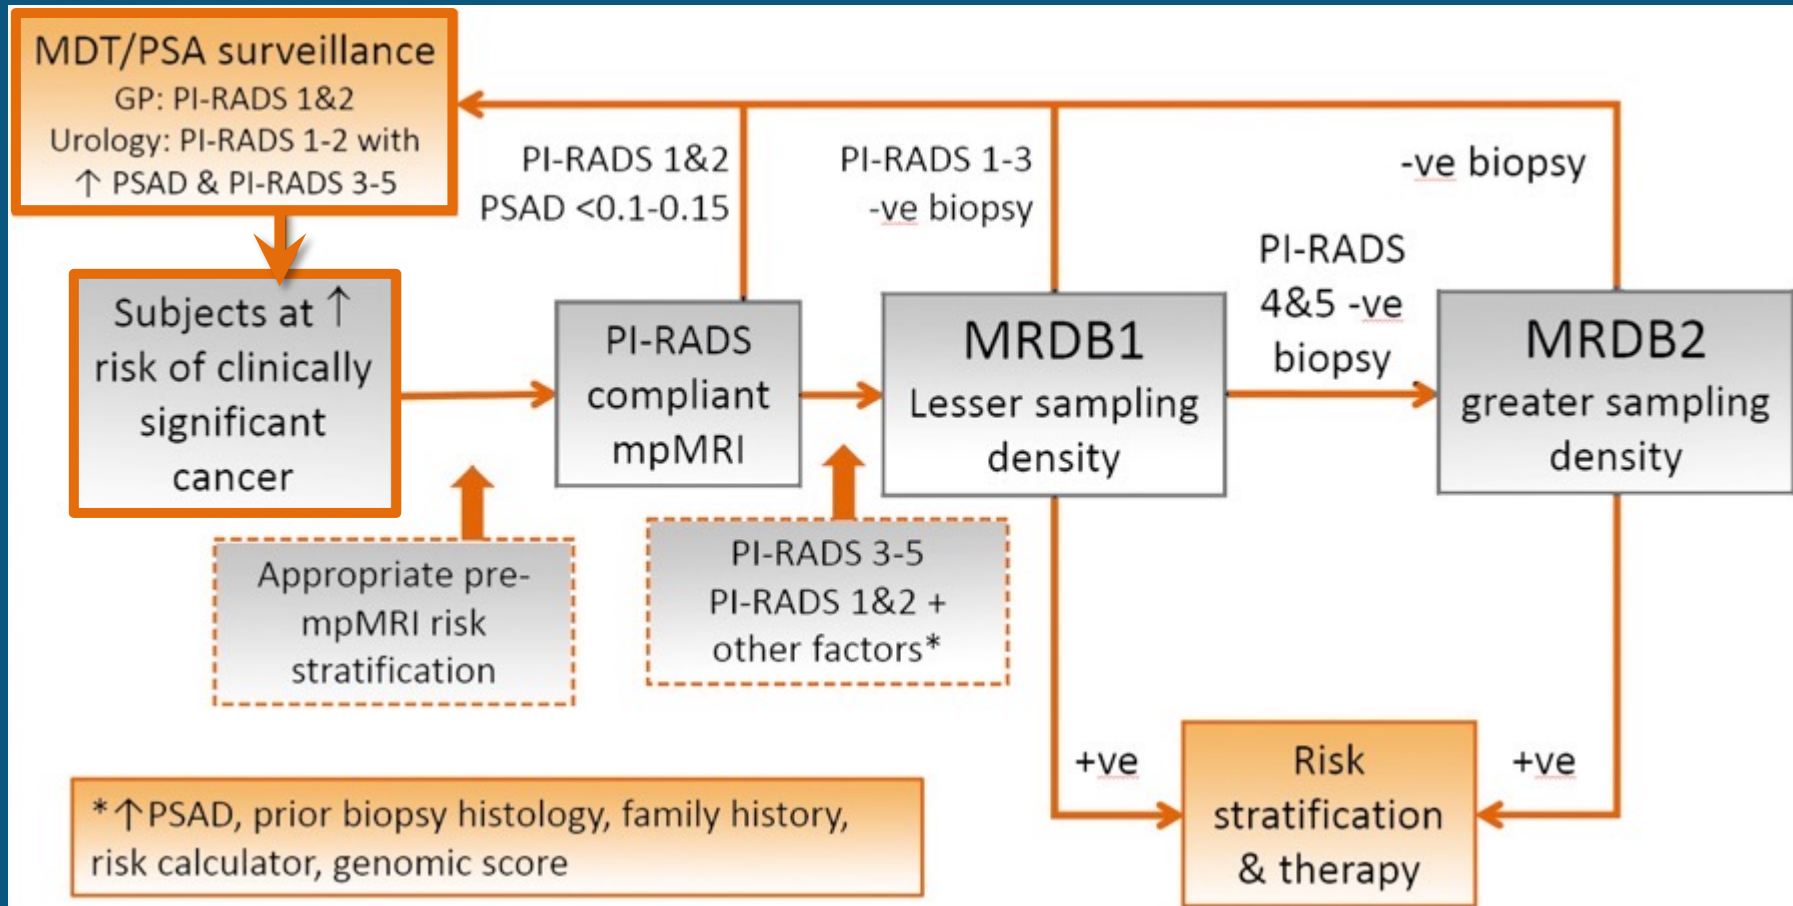 MDT/PSA surveillance
GP: PI-RADS 1&2
Urology: PI-RADS 1-2 with
↑ PSAD & PI-RADS 3-5
Subjects at ↑
risk of clinically
significant
cancer
Appropriate pre-
mpMRI risk
stratification
PI-RADS
compliant
mpMRI
PI-RADS 1&2
PSAD <0.1-0.15
PI-RADS 3-5
PI-RADS 1&2 +
other factors*
MRDB1
Lesser sampling
density
PI-RADS 1-3
-ve biopsy
PI-RADS
4&5 -ve
biopsy
MRDB2
greater sampling
density
-ve biopsy
+ve
Risk
stratification
& therapy
+ve
*↑PSAD, prior biopsy histology, family history,
risk calculator, genomic score